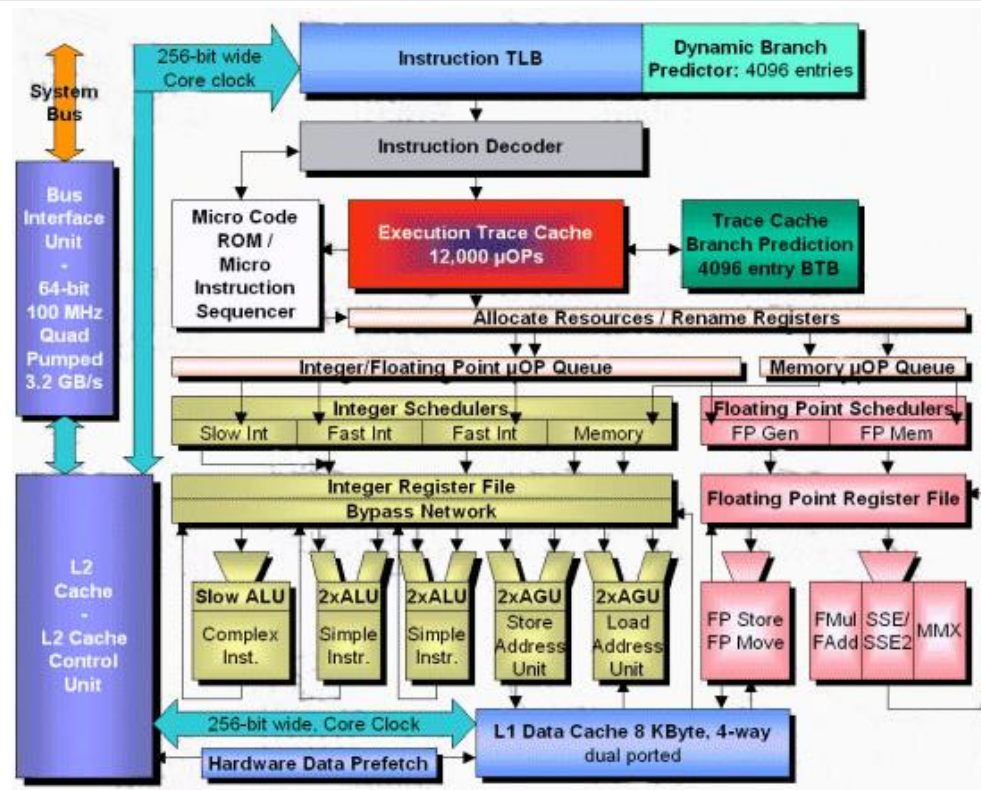 256-bit wide
Core clock
Instruction TLB
Dynamic Branch
Predictor: 4096 entries
System
Bus
Instruction Decoder
Bus
Interface
Unit
-
64-bit
100 MHz
Quad
Pumped
3.2 GB/s
Micro Code
ROM /
Micro
Instruction
Sequencer
Execution Trace Cache
12,000 µOPs
Trace Cache
Branch Prediction
4096 entry BTB
Allocate Resources / Rename Registers
Integer/Floating Point µOP Queue
Memory µOP Queue
Integer Schedulers
Slow Int
Fast Int
Fast Int
Memory
Floating Point Schedulers
FP Gen
FP Mem
Integer Register File
Bypass Network
Floating Point Register File
L2
Cache
-
L2 Cache
Control
Unit
Slow ALU
Complex
Inst.
2xALU
Simple
Instr.
2xALU
Simple
Instr.
2xAGU
Store
Address
Unit
2xAGU
Load
Address
Unit
FP Store
FP Move
FMul
FAdd
SSE/
SSE2
MMX
256-bit wide, Core Clock
L1 Data Cache 8 KByte, 4-way
dual ported
Hardware Data Prefetch